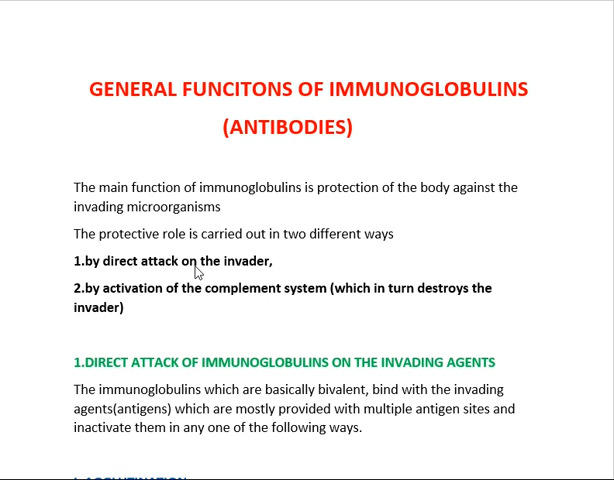 GENERAL FUNCITONS OF IMMUNOGLOBULINS
(ANTIBODIES)
The main function of immunoglobulins is protection of the body against the
invading microorganisms
The protective role is carried out in two different ways
1.by direct attack on the invader,
2.by activation of the complement system (which in turn destroys the
invader)
1.DIRECT ATTACK OF IMMUNOGLOBULINS ON THE INVADING AGENTS
The immunoglobulins which are basically bivalent, bind with the invading
agents(antigens) which are mostly provided with multiple antigen sites and
inactivate them in any one of the following ways.